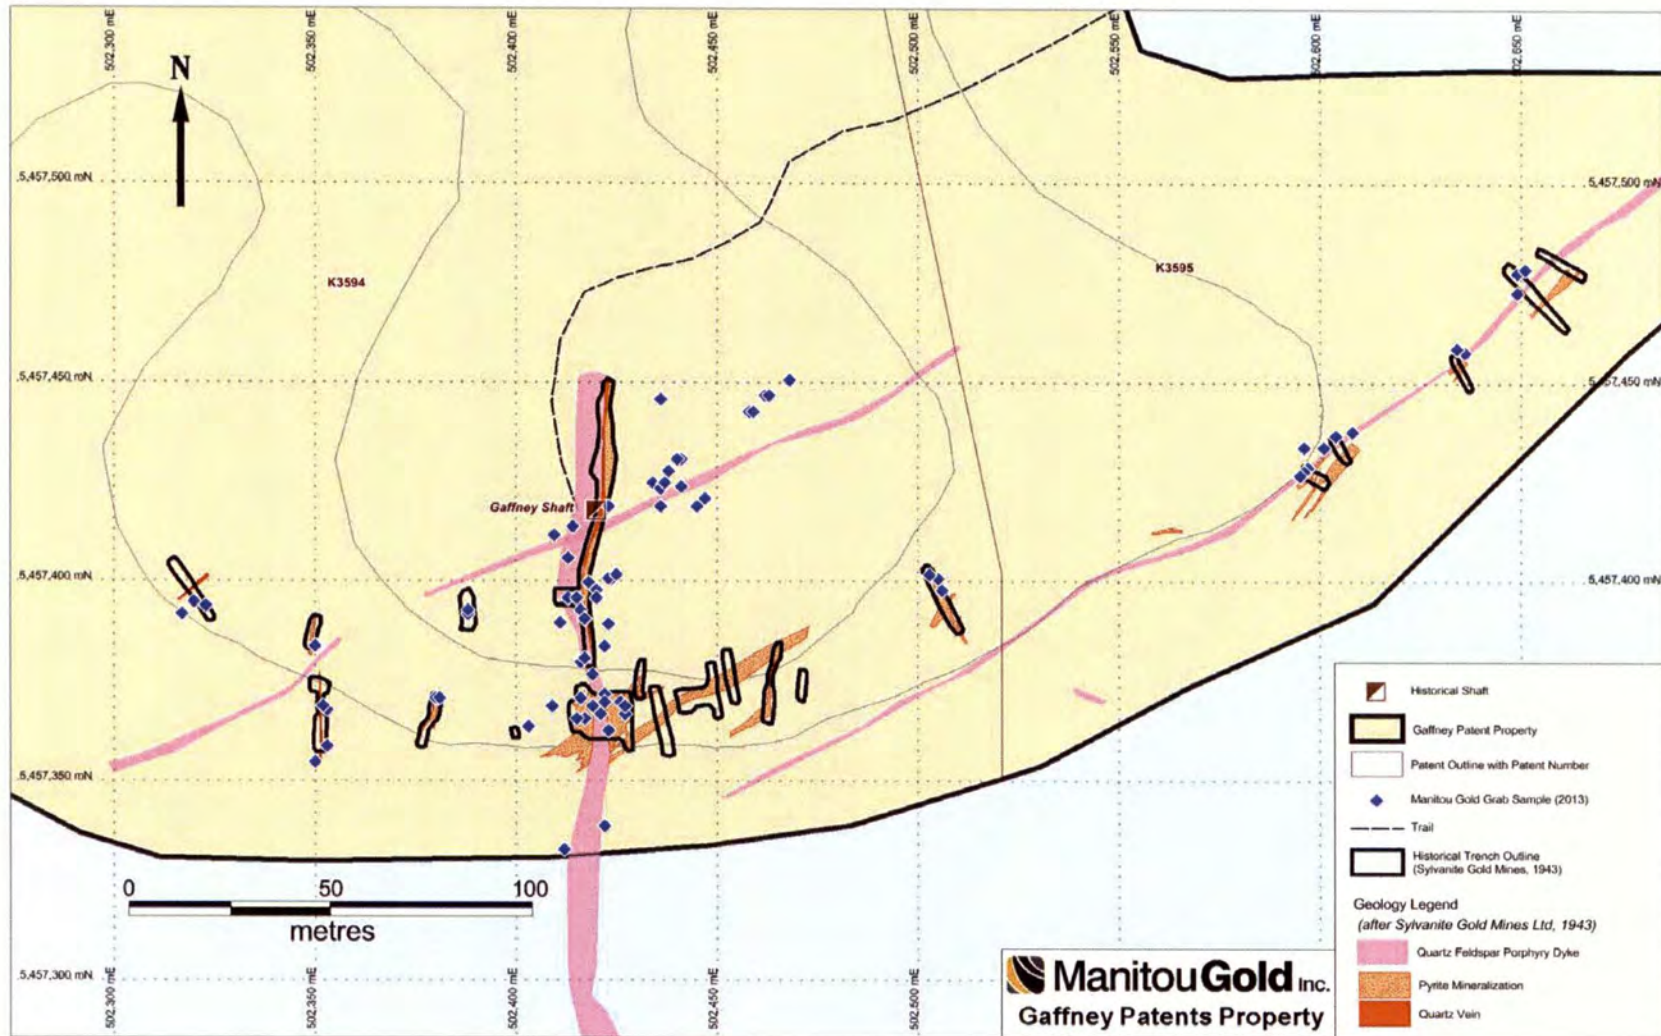 502,300 mE
502,350 mE
502,400 mE
502,450 mE
502,500 mE
502,550 mE
502,600 mE
502,650 mE
N
5,457,500 mN
5,457,500 mN
K3594
K3595
5,457,450 mN
5,457,450 mN
Gaffney Shaft
5,457,400 mN
5,457,400 mN
5,457,350 mN
5,457,300 mN
0 50 100
metres
502,300 mE
502,350 mE
502,400 mE
502,450 mE
502,500 mE
Historical Shaft
Gaffney Patent Property
Patent Outline with Patent Number
Manitou Gold Grab Sample (2013)
Trail
Historical Trench Outline
(Sylvanite Gold Mines, 1943)
Geology Legend
(after Sylvanite Gold Mines Ltd, 1943)
Quartz Feldspar Porphyry Dyke
Pyrite Mineralization
Quartz Vein
ManitouGold Inc.
Gaffney Patents Property